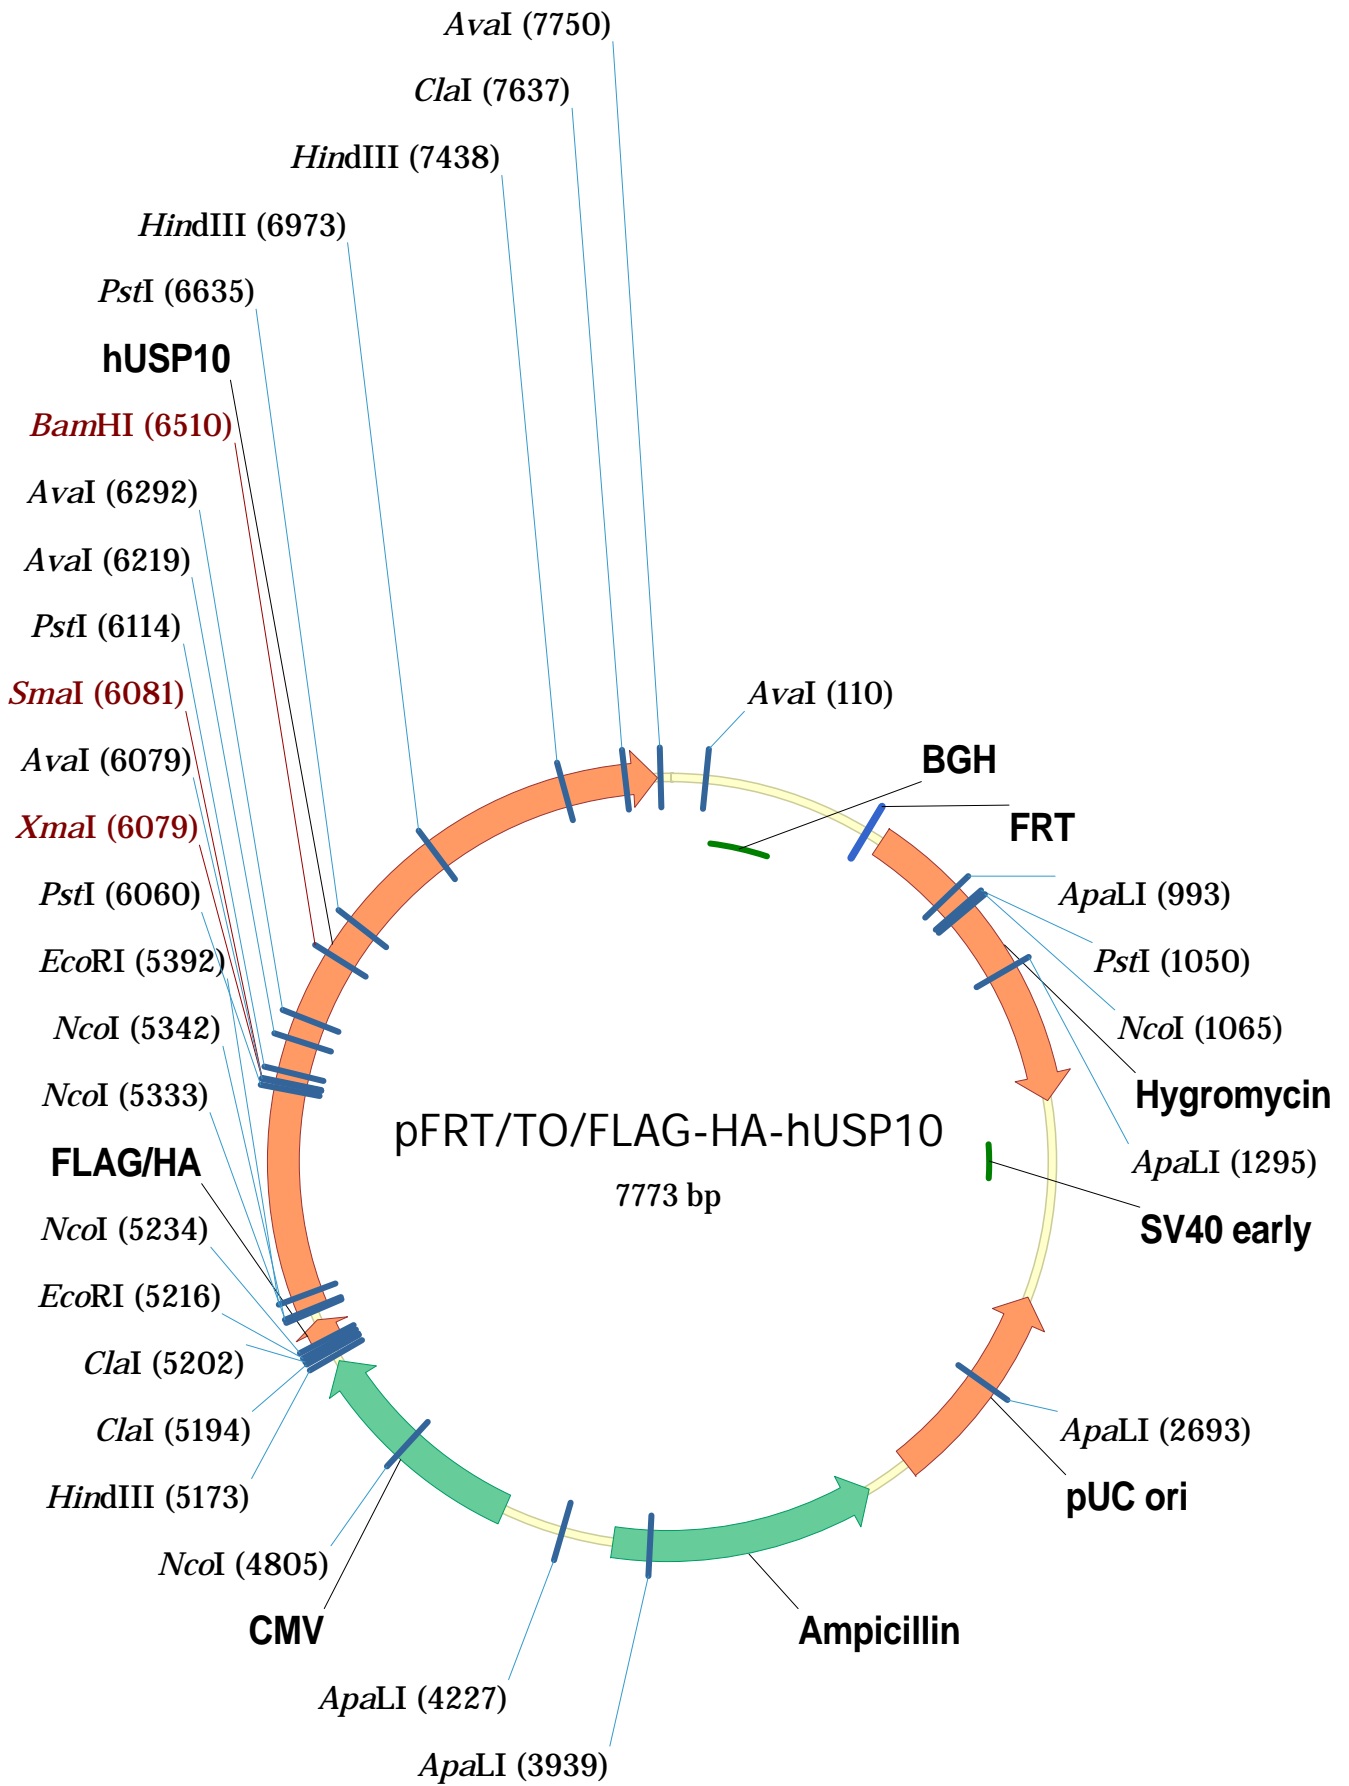 AvaI (7750)
ClaI (7637)
HindIII (7438)
HindIII (6973)
PstI (6635)
hUSP10
BamHI (6510)
AvaI (6292)
AvaI (6219)
PstI (6114)
SmaI (6081)
AvaI (6079)
XmaI (6079)
PstI (6060)
EcoRI (5392)
NcoI (5342)
NcoI (5333)
FLAG/HA
NcoI (5234)
EcoRI (5216)
ClaI (5202)
ClaI (5194)
HindIII (5173)
NcoI (4805)
CMV
ApaLI (4227)
ApaLI (3939)
AvaI (110)
BGH
FRT
ApaLI (993)
PstI (1050)
NcoI (1065)
Hygromycin
ApaLI (1295)
SV40 early
ApaLI (2693)
pUC ori
Ampicillin
pFRT/TO/FLAG-HA-hUSP10
7773 bp